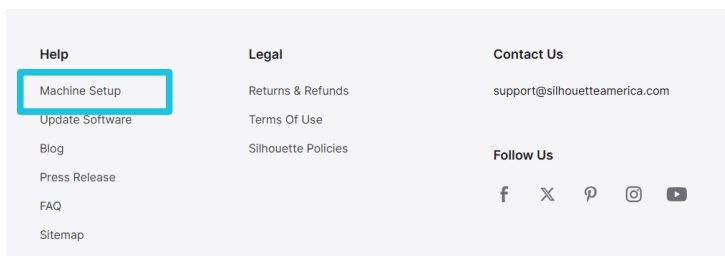 Help
Machine Setup
Update Software
Blog
Press Release
FAQ
Sitemap
Legal
Returns & Refunds
Terms Of Use
Silhouette Policies
Contact Us
support@silhouetteamerica.com
Follow Us